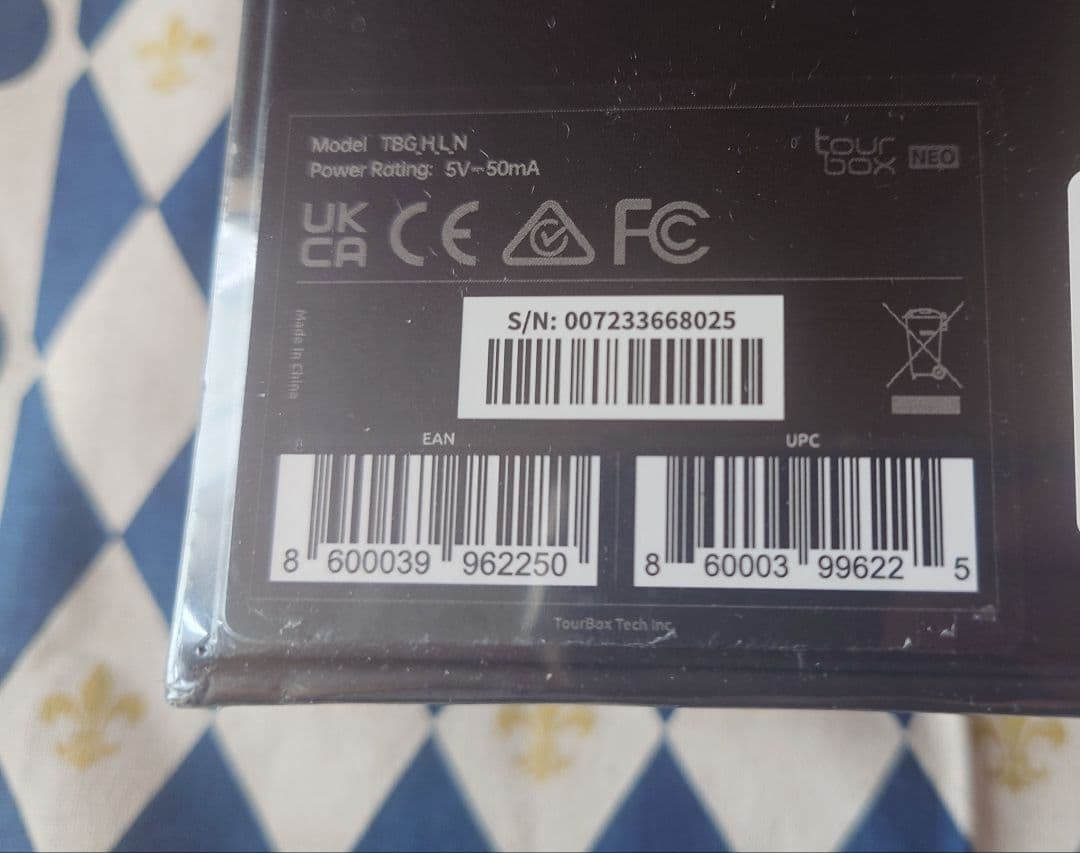 Model TBG_H_L_N
Power Rating: 5V⎓50mA
tour
box NEO
UK
CA CE FC
Made in China
S/N: 007233668025
EAN
UPC
8 600039 962250
8 60003 99622 5
TourBox Tech Inc.